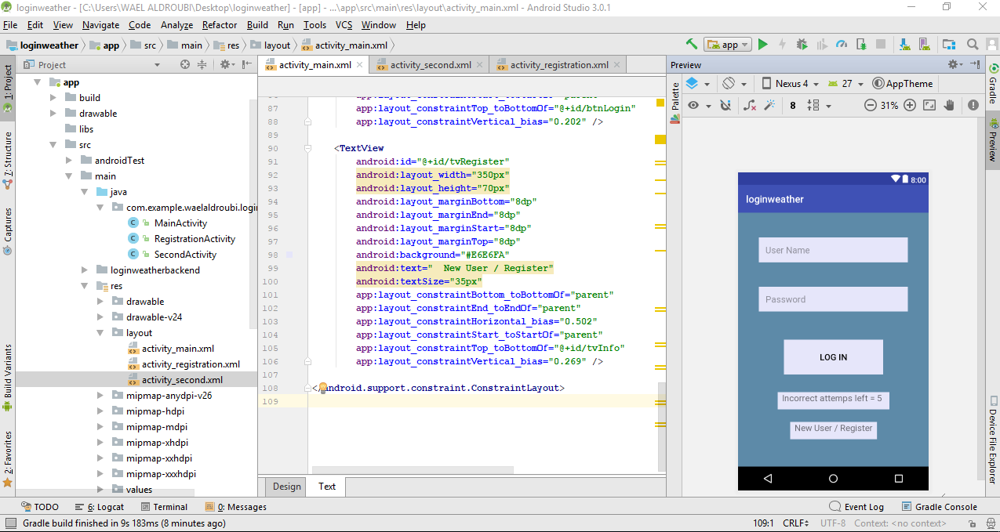 loginweather - [C:\Users\WAEL ALDROUBI\Desktop\loginweather] - [app] - ...\app\src\main\res\layout\activity_main.xml - Android Studio 3.0.1
File Edit View Navigate Code Analyze Refactor Build Run Tools VCS Window Help
loginweather app src main res layout activity_main.xml app
Project
activity_main.xml activity_second.xml activity_registration.xml
Preview
1: Project
Z: Structure
Captures
Build Variants
2: Favorites
app
build
drawable
libs
src
androidTest
main
java
com.example.waelaldroubi.login
MainActivity
RegistrationActivity
SecondActivity
loginweatherbackend
res
drawable
drawable-v24
layout
activity_main.xml
activity_registration.xml
activity_second.xml
mipmap-anydpi-v26
mipmap-hdpi
mipmap-mdpi
mipmap-xhdpi
mipmap-xxhdpi
mipmap-xxxhdpi
values
87 app:layout_constraintTop_toBottomOf="@+id/btnLogin"
88 app:layout_constraintVertical_bias="0.202" />
89
90 <TextView
91 android:id="@+id/tvRegister"
92 android:layout_width="350px"
93 android:layout_height="70px"
94 android:layout_marginBottom="8dp"
95 android:layout_marginEnd="8dp"
96 android:layout_marginStart="8dp"
97 android:layout_marginTop="8dp"
98 android:background="#E6E6FA"
99 android:text="  New User / Register"
100 android:textSize="35px"
101 app:layout_constraintBottom_toBottomOf="parent"
102 app:layout_constraintEnd_toEndOf="parent"
103 app:layout_constraintHorizontal_bias="0.502"
104 app:layout_constraintStart_toStartOf="parent"
105 app:layout_constraintTop_toBottomOf="@+id/tvInfo"
106 app:layout_constraintVertical_bias="0.269" />
107
108 </android.support.constraint.ConstraintLayout>
109
Design Text
Palette
Nexus 4 27 AppTheme
8 31%
8:00
loginweather
User Name
Password
LOG IN
Incorrect attemps left = 5
New User / Register
Gradle
Preview
Device File Explorer
TODO 6: Logcat Terminal 0: Messages Event Log Gradle Console
Gradle build finished in 9s 183ms (8 minutes ago) 109:1 CRLF UTF-8 Context: <no context>